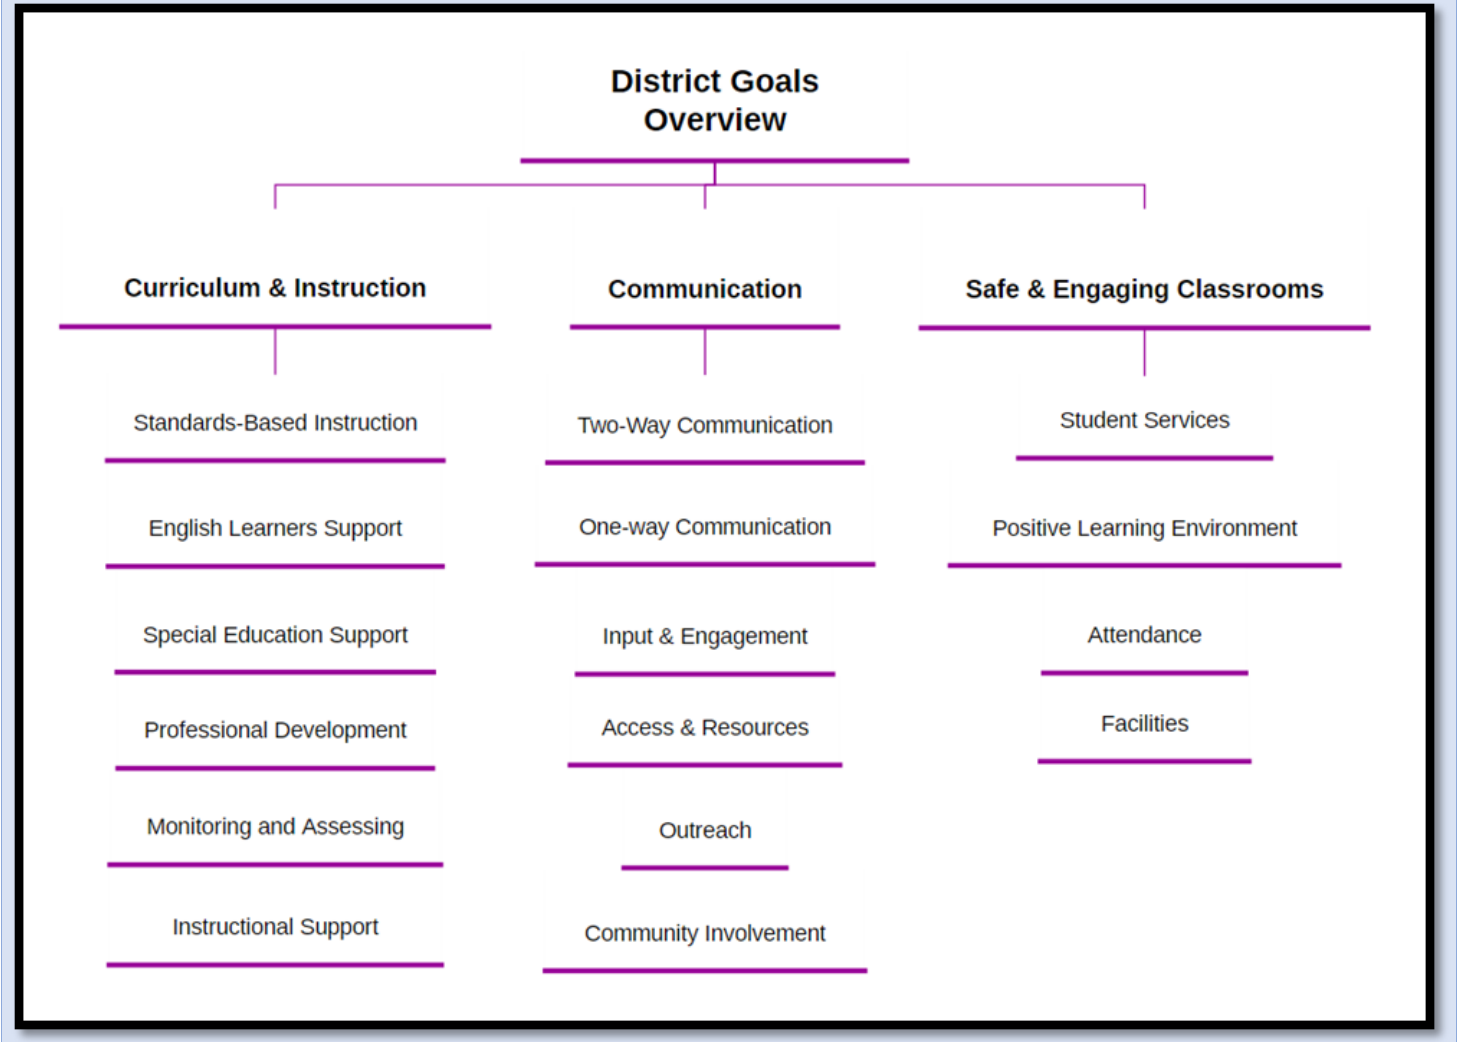 District Goals
Overview
Curriculum & Instruction
Communication
Safe & Engaging Classrooms
Standards-Based Instruction
English Learners Support
Special Education Support
Professional Development
Monitoring and Assessing
Instructional Support
Two-Way Communication
One-way Communication
Input & Engagement
Access & Resources
Outreach
Community Involvement
Student Services
Positive Learning Environment
Attendance
Facilities